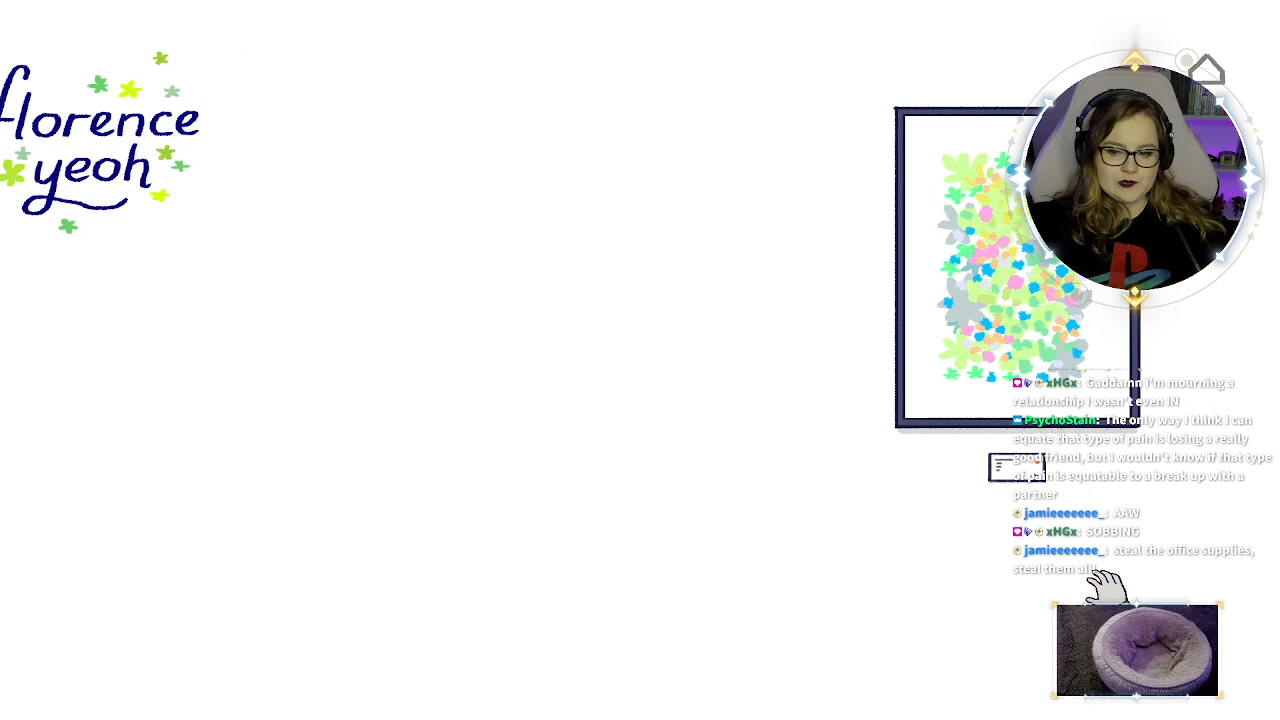 florence
yeoh
xHGx: Gaddamn I'm mourning a
relationship I wasn't even IN
PsychoStain: The only way I think I can
equate that type of pain is losing a really
good friend, but I wouldn't know if that type
of pain is equatable to a break up with a
partner
jamieeeeeee_: AAW
xHGx: SOBBING
jamieeeeeee_: steal the office supplies,
steal them all!